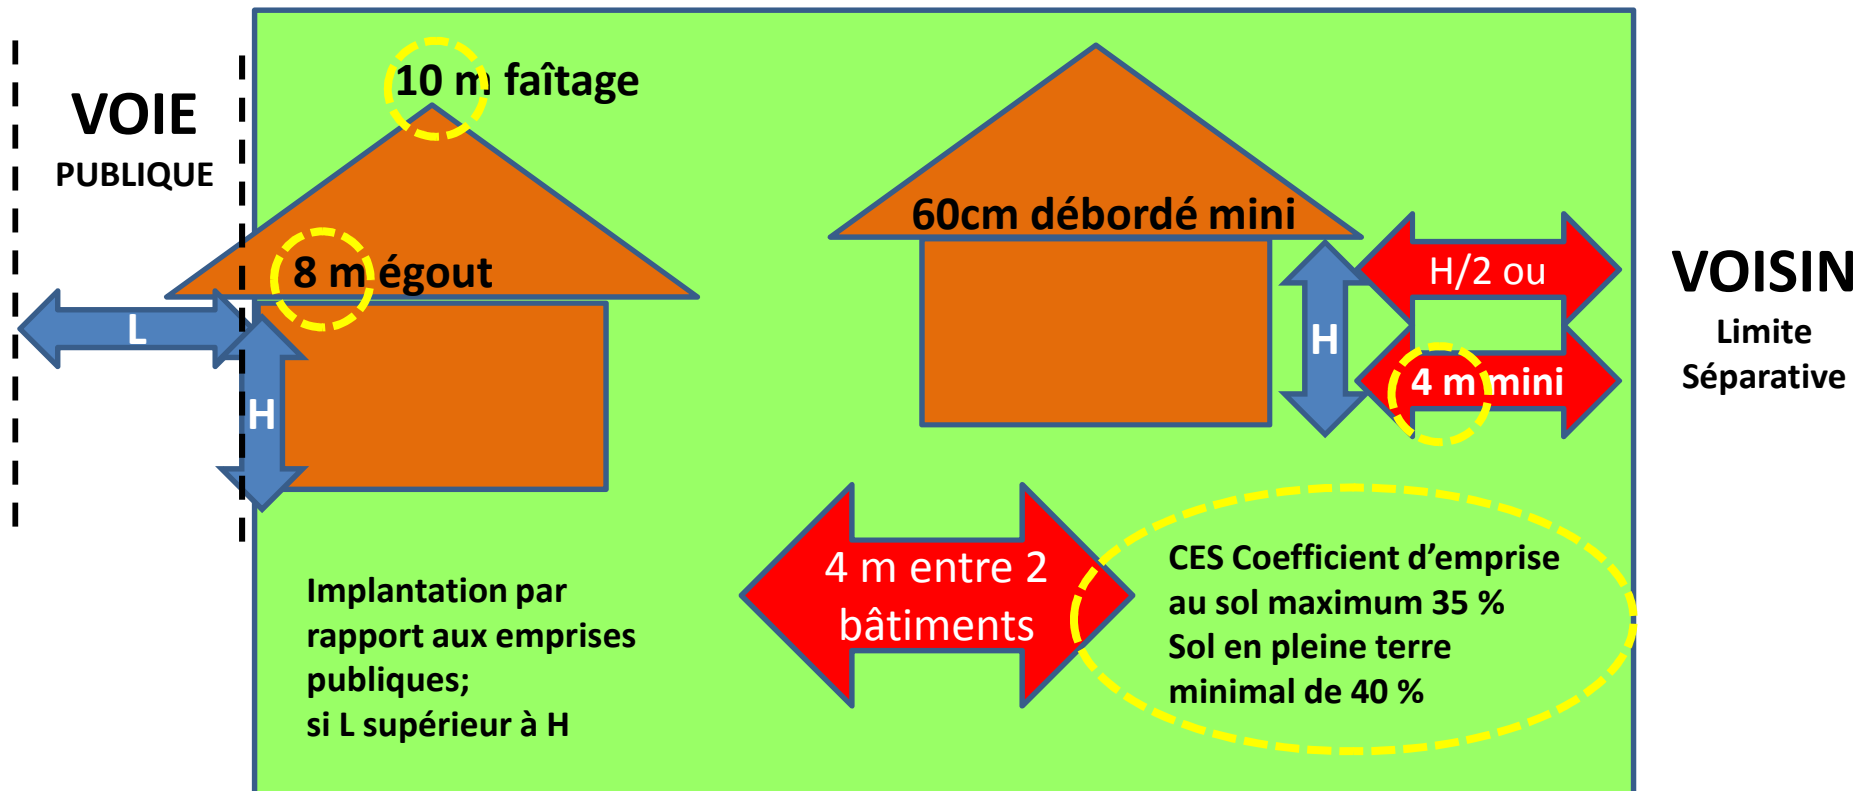 VOIE
PUBLIQUE
10 m faîtage
8 m égout
L
H
60cm débordé mini
H
H/2 ou
4 m mini
VOISIN
Limite
Séparative
Implantation par
rapport aux emprises
publiques;
si L supérieur à H
4 m entre 2
bâtiments
CES Coefficient d’emprise
au sol maximum 35 %
Sol en pleine terre
minimal de 40 %